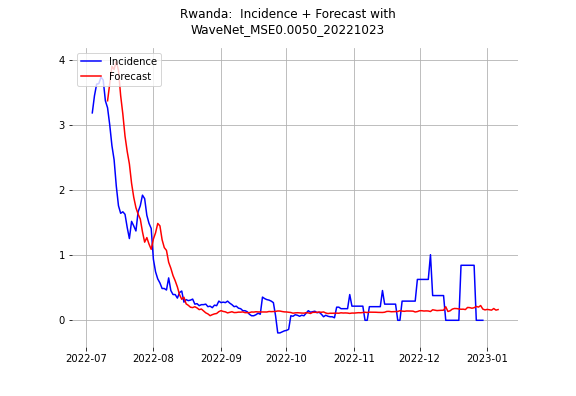 Rwanda:  Incidence + Forecast with
WaveNet_MSE0.0050_20221023
Incidence
Forecast
4
3
2
1
0
2022-07 2022-08 2022-09 2022-10 2022-11 2022-12 2023-01